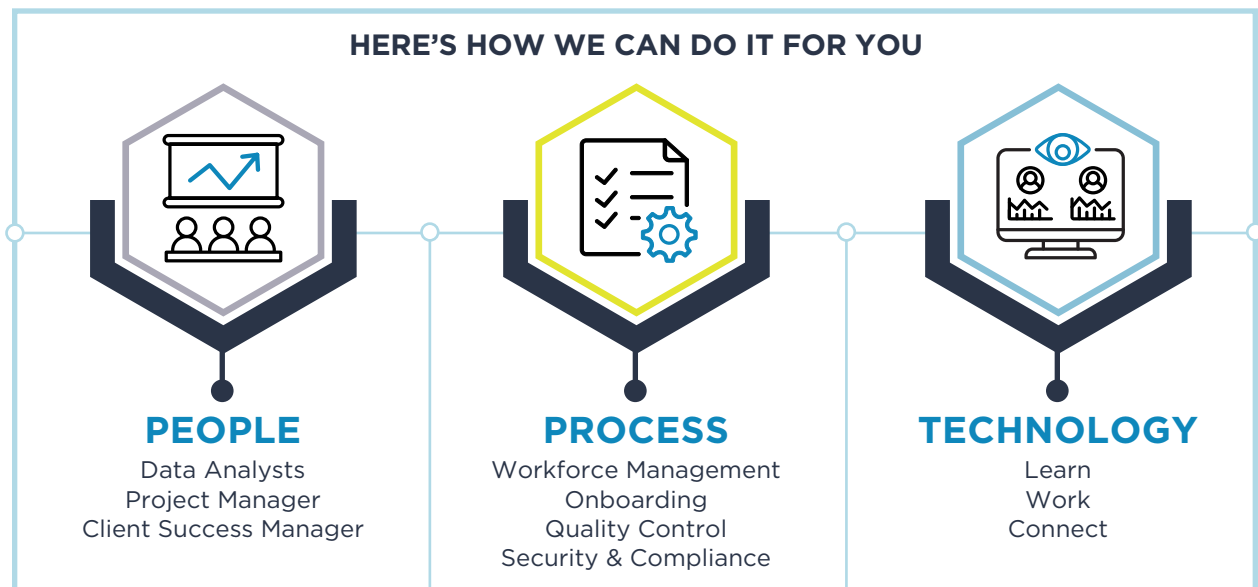 HERE'S HOW WE CAN DO IT FOR YOU
PEOPLE
Data Analysts
Project Manager
Client Success Manager
PROCESS
Workforce Management
Onboarding
Quality Control
Security & Compliance
TECHNOLOGY
Learn
Work
Connect